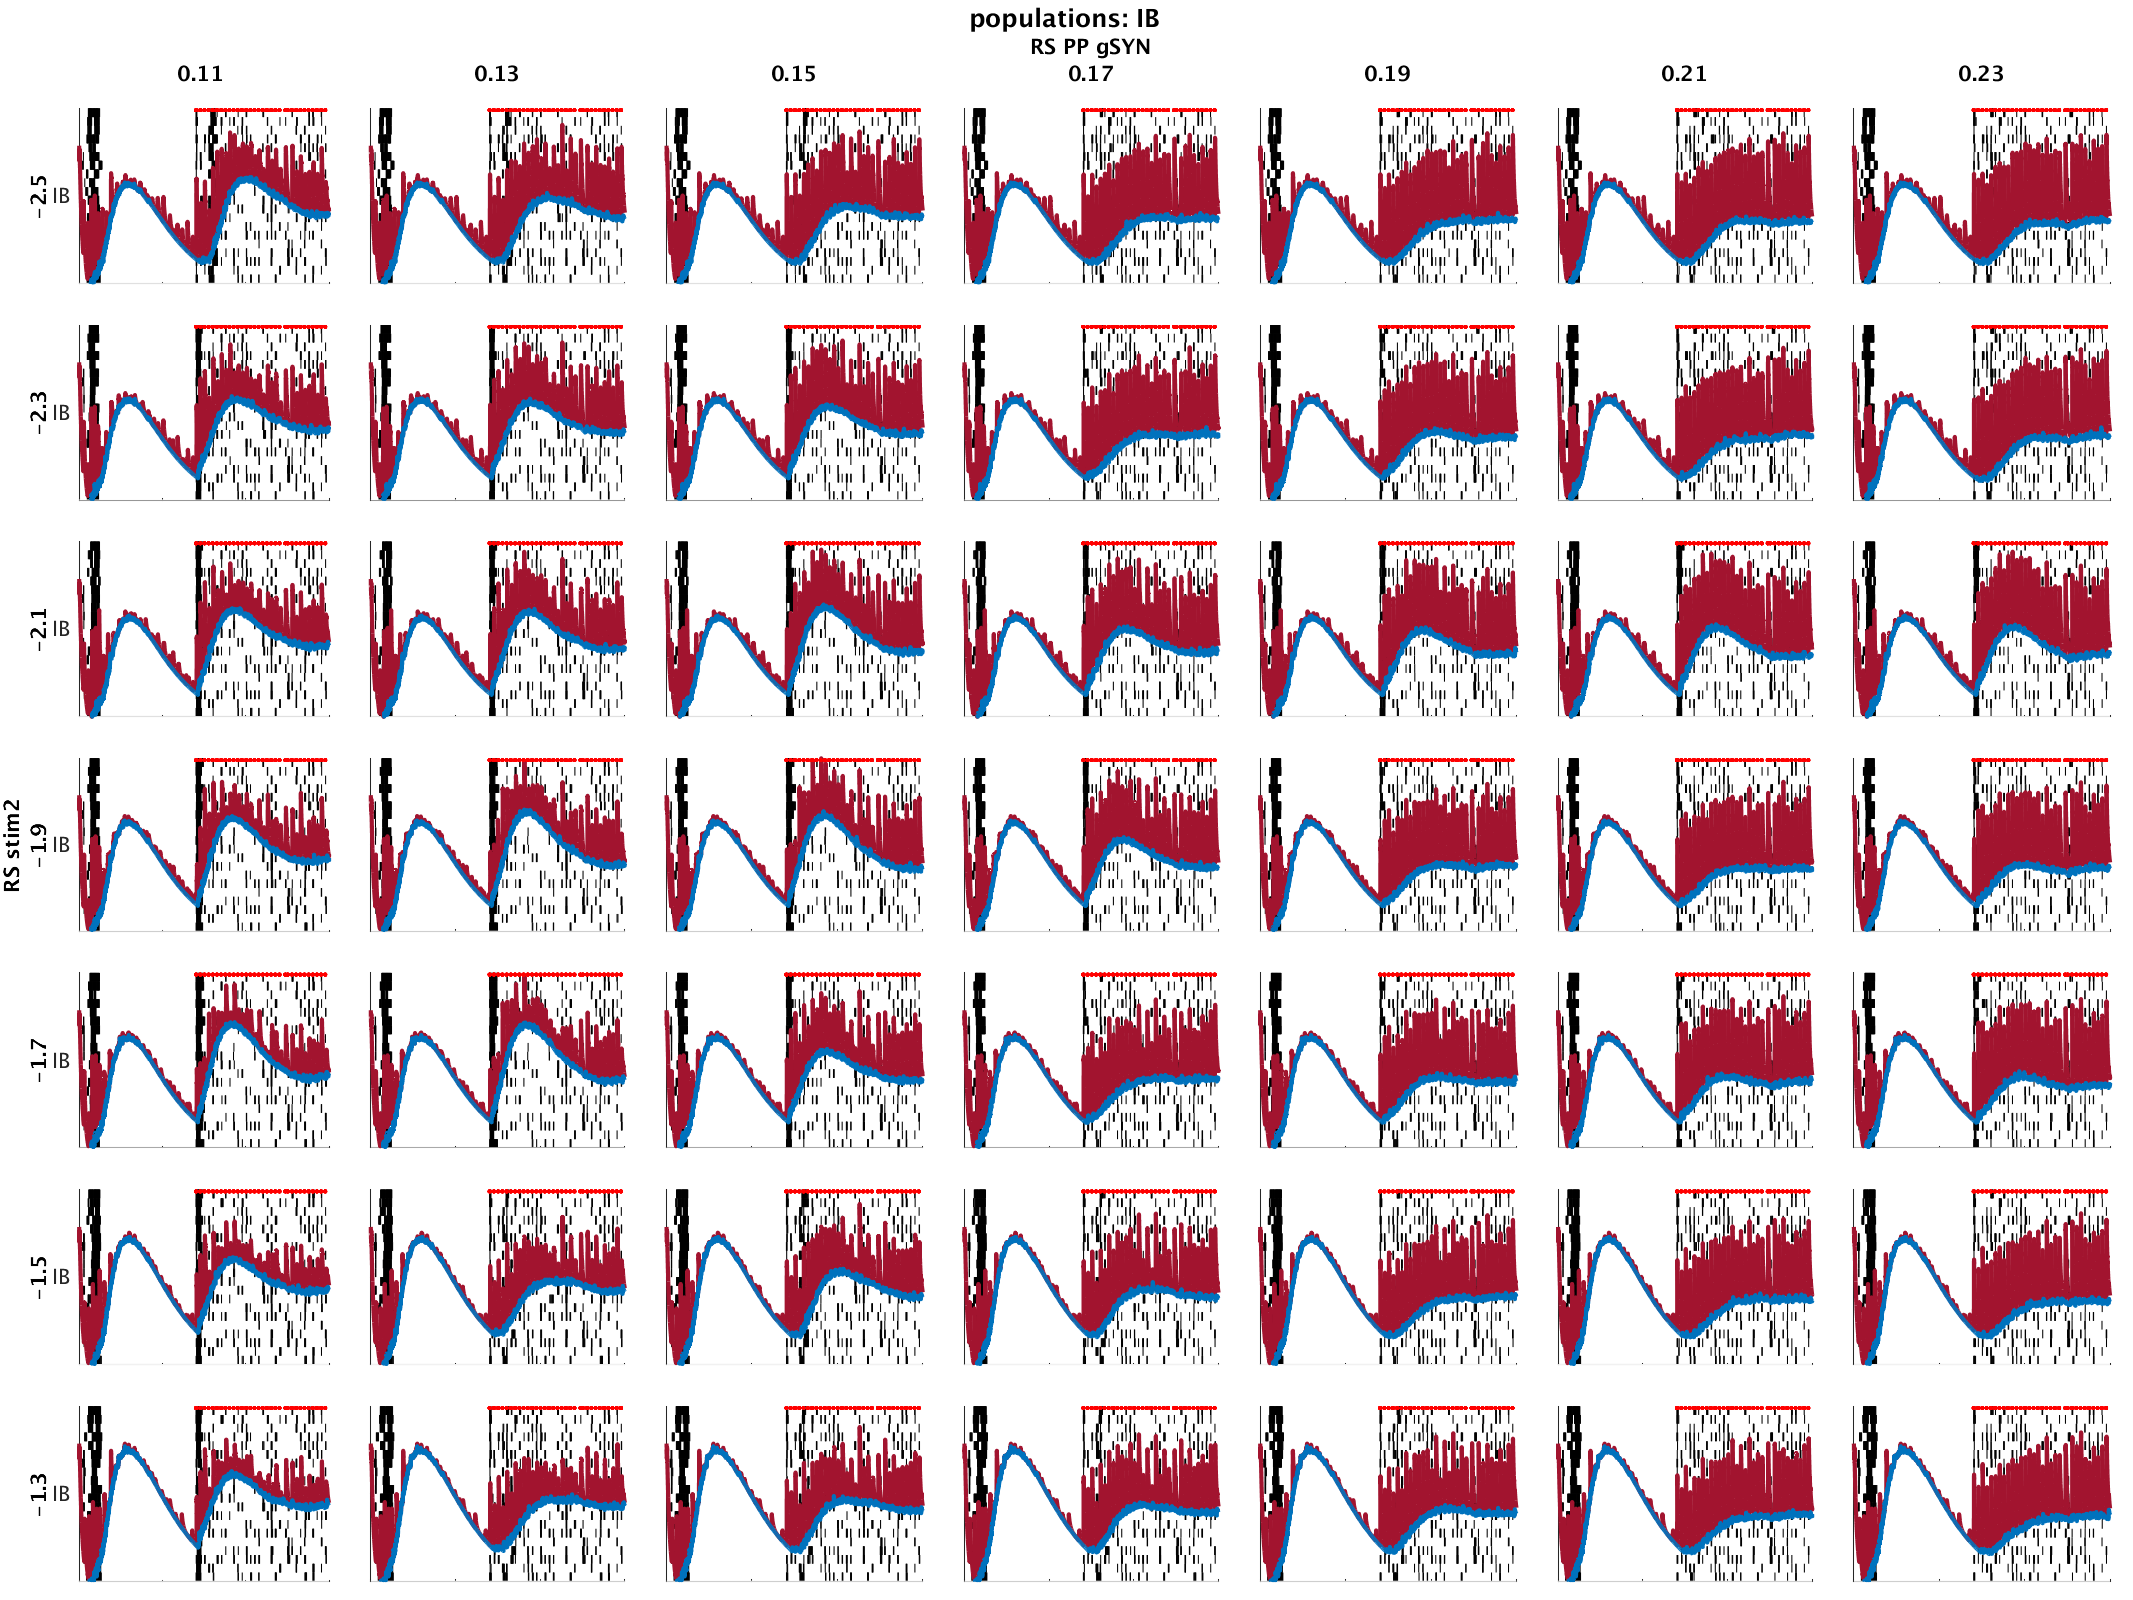 populations: IB
RS PP gSYN
0.11 0.13 0.15 0.17 0.19 0.21 0.23
RS stim2
-2.5 IB
-2.3 IB
-2.1 IB
-1.9 IB
-1.7 IB
-1.5 IB
-1.3 IB